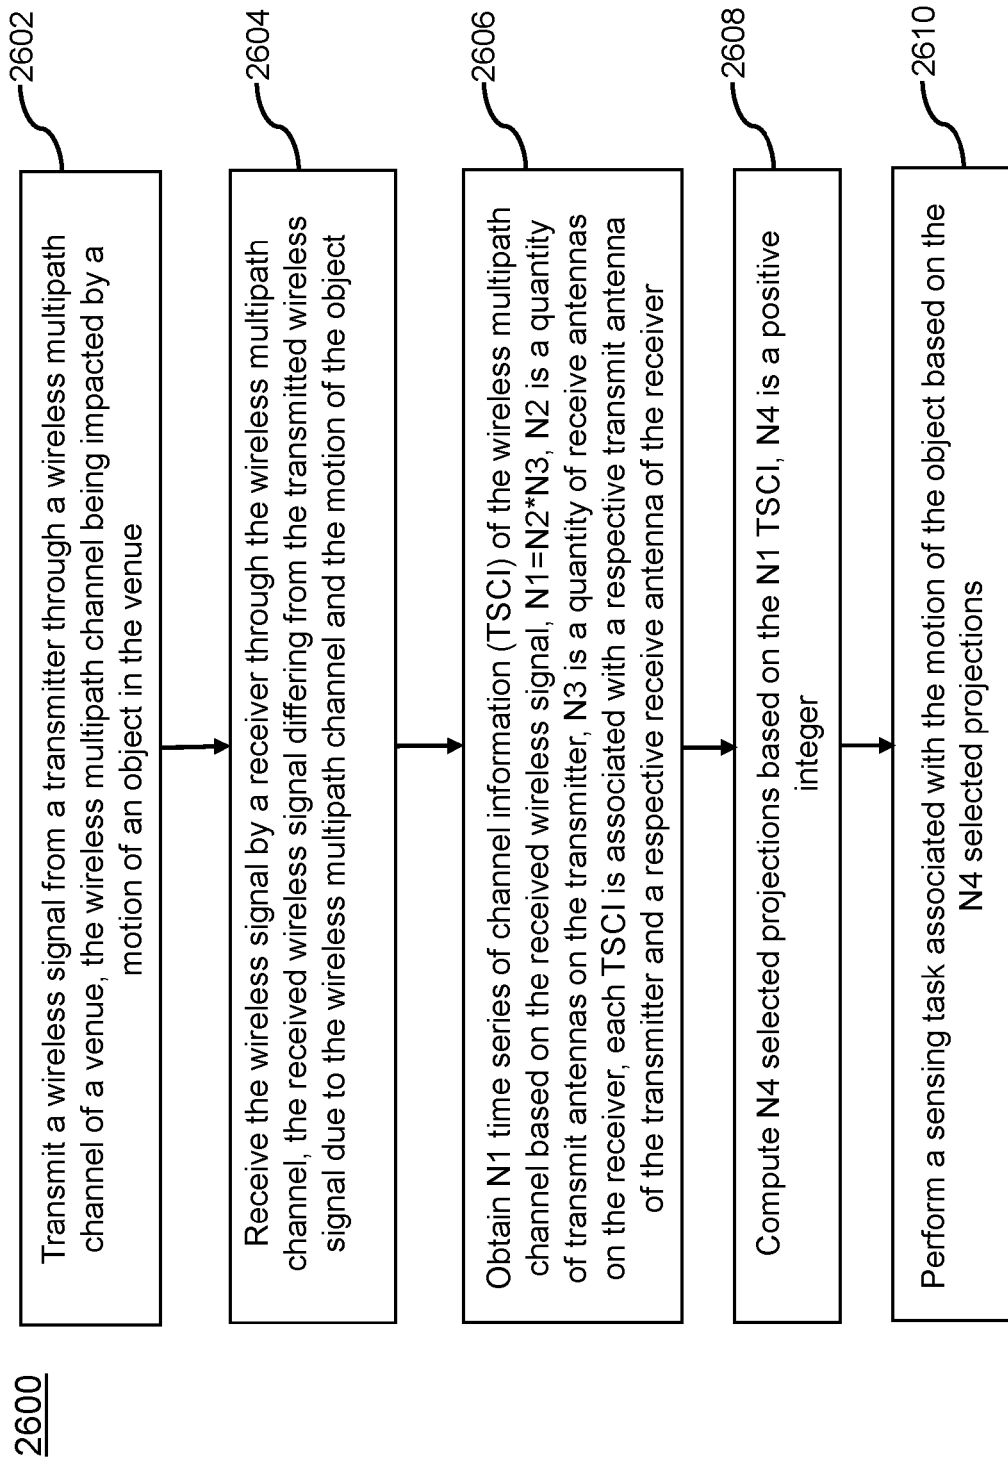 2600
Transmit a wireless signal from a transmitter through a wireless multipath
channel of a venue, the wireless multipath channel being impacted by a
motion of an object in the venue
2602
Receive the wireless signal by a receiver through the wireless multipath
channel, the received wireless signal differing from the transmitted wireless
signal due to the wireless multipath channel and the motion of the object
2604
Obtain N1 time series of channel information (TSCI) of the wireless multipath
channel based on the received wireless signal, N1=N2*N3, N2 is a quantity
of transmit antennas on the transmitter, N3 is a quantity of receive antennas
on the receiver, each TSCI is associated with a respective transmit antenna
of the transmitter and a respective receive antenna of the receiver
2606
Compute N4 selected projections based on the N1 TSCI, N4 is a positive
integer
2608
Perform a sensing task associated with the motion of the object based on the
N4 selected projections
2610